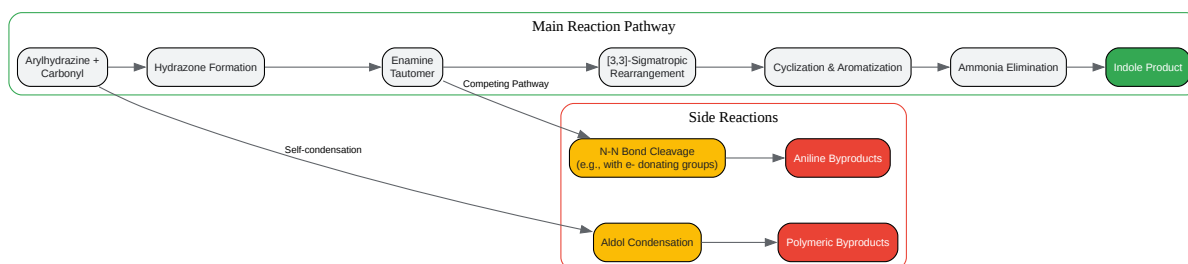 Main Reaction Pathway
Arylhydrazine +
Carbonyl
Hydrazone Formation
Enamine
Tautomer
[3,3]-Sigmatropic
Rearrangement
Cyclization & Aromatization
Ammonia Elimination
Indole Product
Competing Pathway
Side Reactions
Self-condensation
N-N Bond Cleavage
(e.g., with e- donating groups)
Aniline Byproducts
Aldol Condensation
Polymeric Byproducts